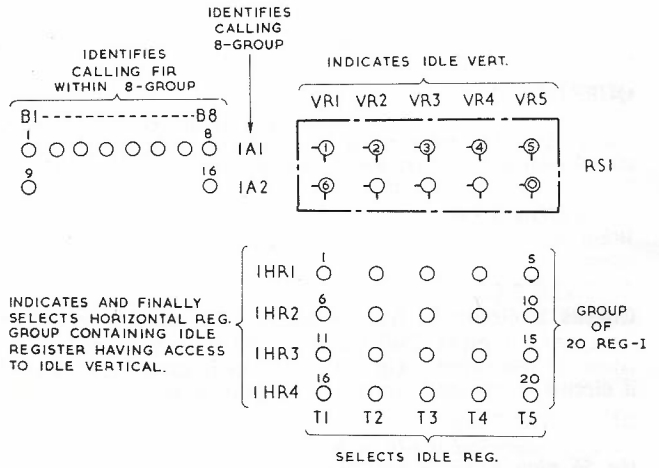 IDENTIFIES
CALLING
8-GROUP
IDENTIFIES
CALLING FIR
WITHIN 8-GROUP
INDICATES IDLE VERT.
VR1 VR2 VR3 VR4 VR5
B1 B8
1 8
1A1
1 2 3 4 5
9 16
1A2
6 0
RS1
1HR1
1 5
1HR2
6 10
1HR3
11 15
1HR4
16 20
INDICATES AND FINALLY
SELECTS HORIZONTAL REG.
GROUP CONTAINING IDLE
REGISTER HAVING ACCESS
TO IDLE VERTICAL.
GROUP
OF
20 REG-I
T1 T2 T3 T4 T5
SELECTS IDLE REG.